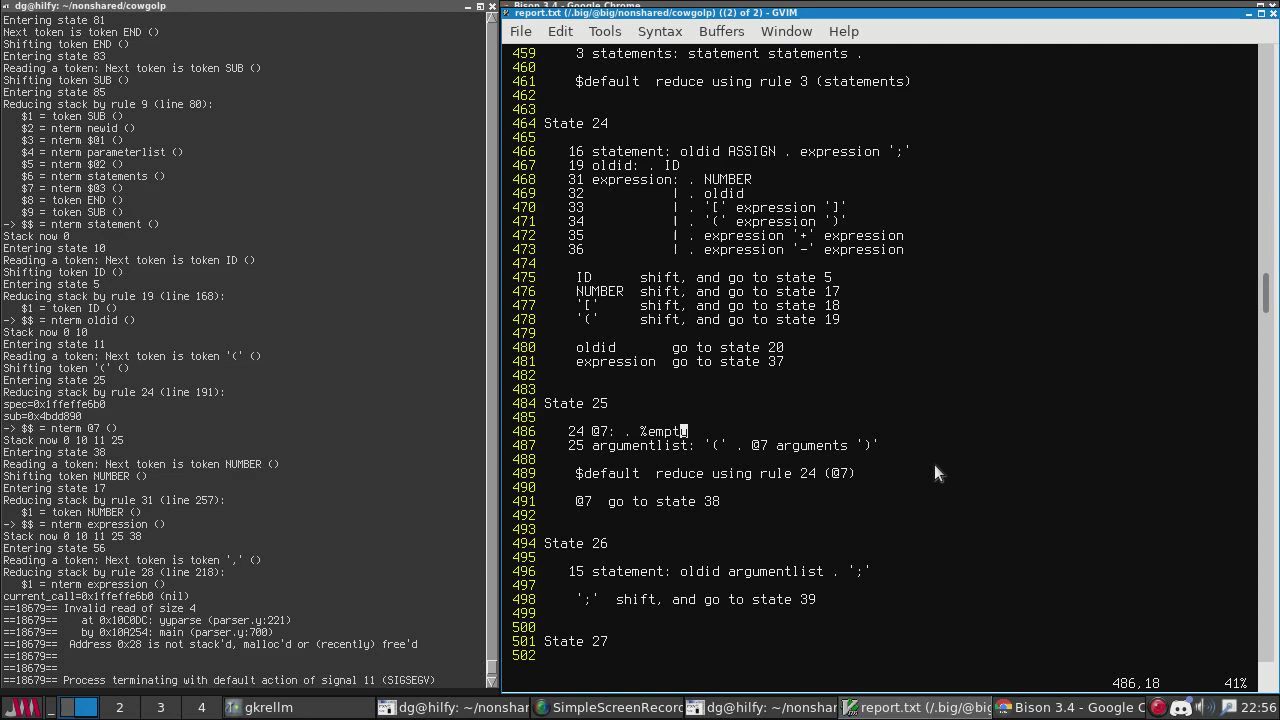 dg@hilfy: ~/nonshared/cowgolp
Entering state 81
Next token is token END ()
Shifting token END ()
Entering state 83
Reading a token: Next token is token SUB ()
Shifting token SUB ()
Entering state 85
Reducing stack by rule 9 (line 80):
$1 = token SUB ()
$2 = nterm newid ()
$3 = nterm $@1 ()
$4 = nterm parameterlist ()
$5 = nterm $@2 ()
$6 = nterm statements ()
$7 = nterm $@3 ()
$8 = token END ()
$9 = token SUB ()
-> $$ = nterm statement ()
Stack now 0
Entering state 10
Reading a token: Next token is token ID ()
Shifting token ID ()
Entering state 5
Reducing stack by rule 19 (line 168):
$1 = token ID ()
-> $$ = nterm oldid ()
Stack now 0 10
Entering state 11
Reading a token: Next token is token '(' ()
Shifting token '(' ()
Entering state 25
Reducing stack by rule 24 (line 191):
spec=0x1ffeffe6b0
sub=0x4bdd890
-> $$ = nterm @7 ()
Stack now 0 10 11 25
Entering state 38
Reading a token: Next token is token NUMBER ()
Shifting token NUMBER ()
Entering state 17
Reducing stack by rule 31 (line 257):
$1 = token NUMBER ()
-> $$ = nterm expression ()
Stack now 0 10 11 25 38
Entering state 56
Reading a token: Next token is token ',' ()
Reducing stack by rule 28 (line 218):
$1 = nterm expression ()
current_call=0x1ffeffe6b0 (nil)
==18679== Invalid read of size 4
==18679==    at 0x10C0DC: yyparse (parser.y:221)
==18679==    by 0x10A254: main (parser.y:700)
==18679==  Address 0x28 is not stack'd, malloc'd or (recently) free'd
==18679==
==18679==
==18679== Process terminating with default action of signal 11 (SIGSEGV)
Bison 3.4 - Google Chrome
report.txt (/.big/@big/nonshared/cowgolp) ((2) of 2) - GVIM
File Edit Tools Syntax Buffers Window Help
459     3 statements: statement statements .
460
461     $default  reduce using rule 3 (statements)
462
463
464 State 24
465
466    16 statement: oldid ASSIGN . expression ';'
467    19 oldid: . ID
468    31 expression: . NUMBER
469    32           | . oldid
470    33           | . '[' expression ']'
471    34           | . '(' expression ')'
472    35           | . expression '+' expression
473    36           | . expression '-' expression
474
475     ID      shift, and go to state 5
476     NUMBER  shift, and go to state 17
477     '['     shift, and go to state 18
478     '('     shift, and go to state 19
479
480     oldid       go to state 20
481     expression  go to state 37
482
483
484 State 25
485
486    24 @7: . %empty
487    25 argumentlist: '(' . @7 arguments ')'
488
489     $default  reduce using rule 24 (@7)
490
491     @7  go to state 38
492
493
494 State 26
495
496    15 statement: oldid argumentlist . ';'
497
498     ';'  shift, and go to state 39
499
500
501 State 27
502
486,18 41%
2 3 4 gkrellm dg@hilfy: ~/nonsha SimpleScreenRecor dg@hilfy: ~/nonsha report.txt (/.big/@big Bison 3.4 - Google C 22:56